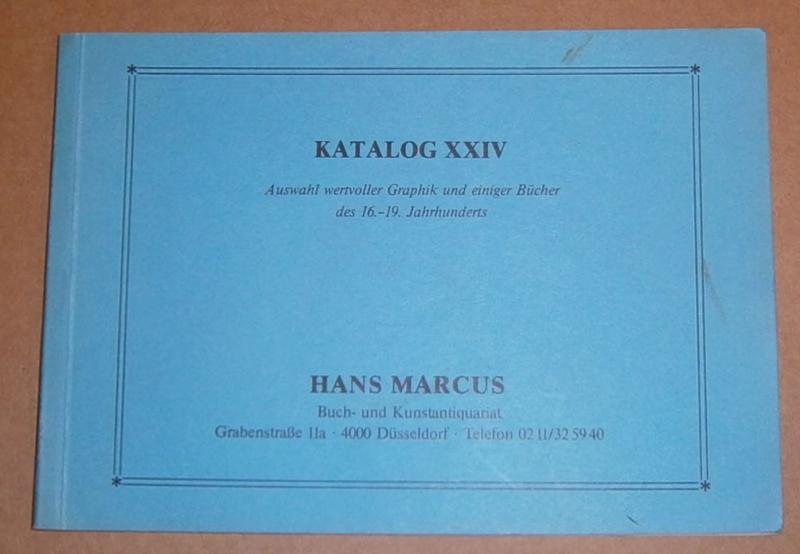 KATALOG XXIV
Auswahl wertvoller Graphik und einiger Bücher
des 16.–19. Jahrhunderts
HANS MARCUS
Buch- und Kunstantiquariat
Grabenstraße 11a · 4000 Düsseldorf · Telefon 02 11/32 59 40